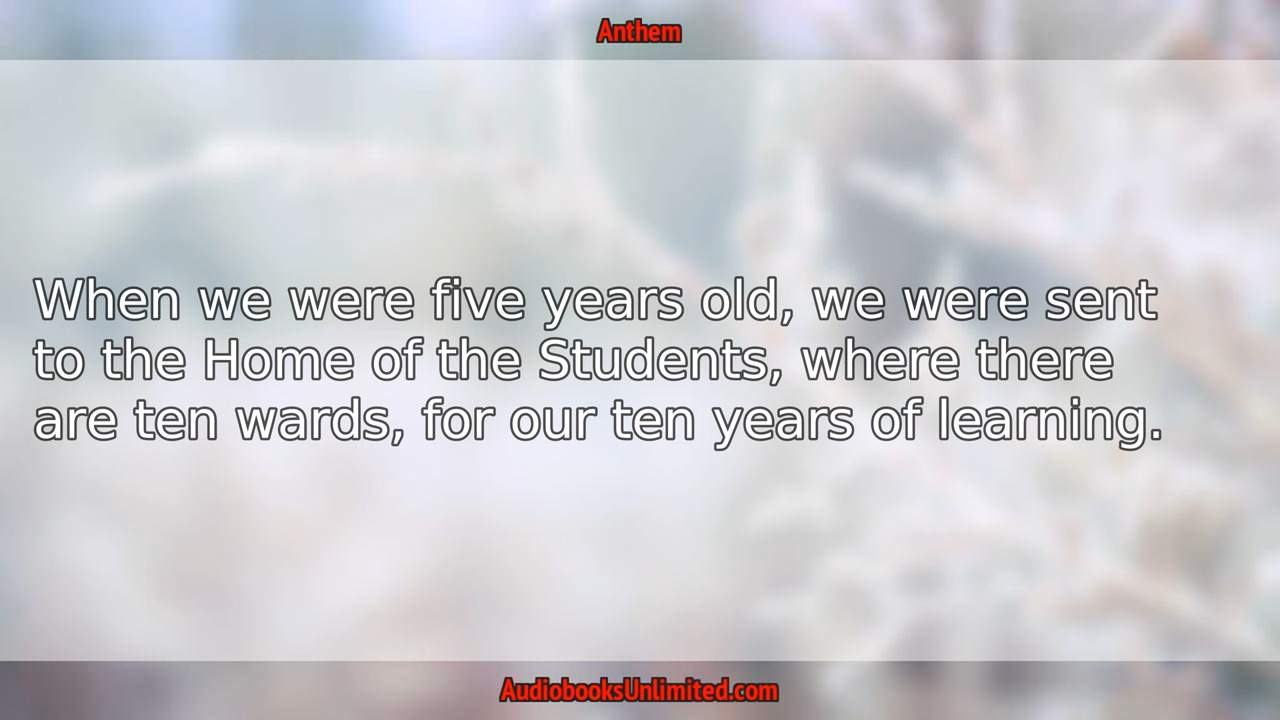 Anthem
When we were five years old, we were sent
to the Home of the Students, where there
are ten wards, for our ten years of learning.
AudiobooksUnlimited.com